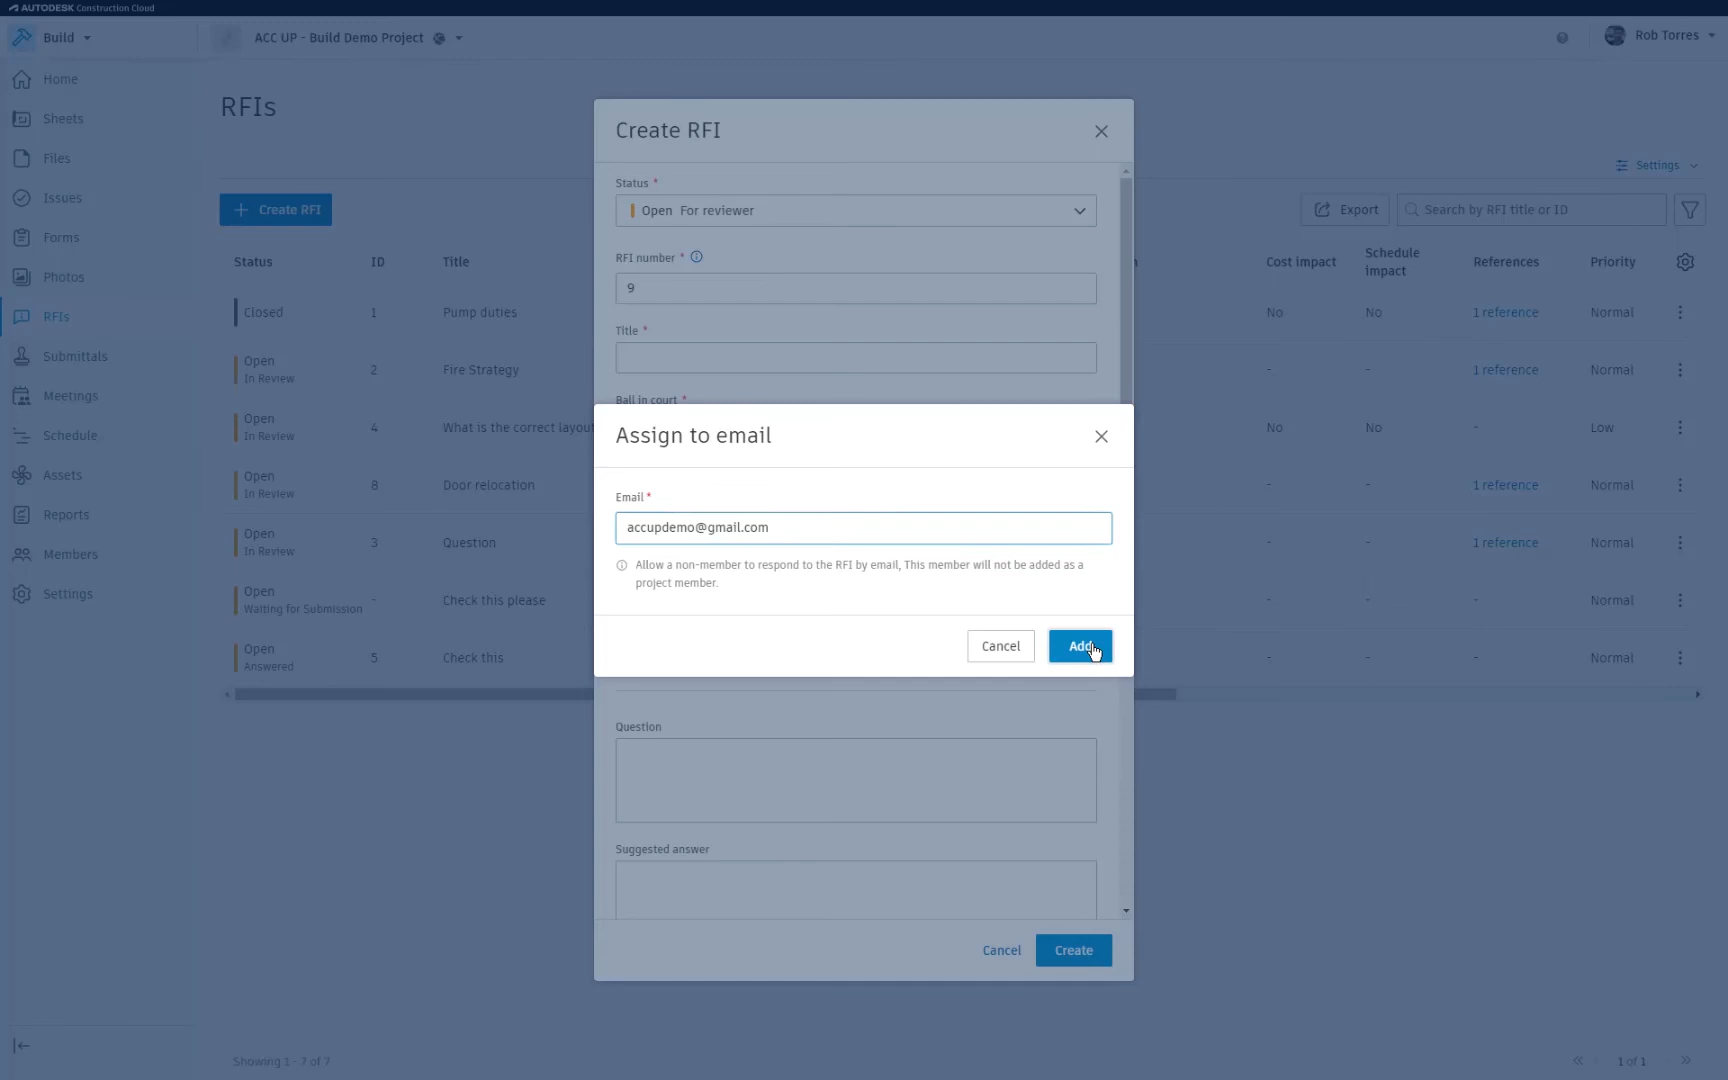 AUTODESK Construction Cloud
Build
ACC UP - Build Demo Project
Rob Torres
Home
Sheets
Files
Issues
Forms
Photos
RFIs
Submittals
Meetings
Schedule
Assets
Reports
Members
Settings
RFIs
Settings
Create RFI
Export
Search by RFI title or ID
Status ID Title Cost impact Schedule impact References Priority
Closed 1 Pump duties No No 1 reference Normal
Open In Review 2 Fire Strategy - - 1 reference Normal
Open In Review 4 What is the correct layout No No - Low
Open In Review 8 Door relocation - - 1 reference Normal
Open In Review 3 Question - - 1 reference Normal
Open Waiting for Submission - Check this please - - - Normal
Open Answered 5 Check this - - - Normal
Showing 1 - 7 of 7
1 of 1
Create RFI
Status *
Open For reviewer
RFI number *
9
Title *
Ball in court *
Assign to email
Email *
accupdemo@gmail.com
Allow a non-member to respond to the RFI by email, This member will not be added as a
project member.
Cancel
Add
Question
Suggested answer
Cancel
Create